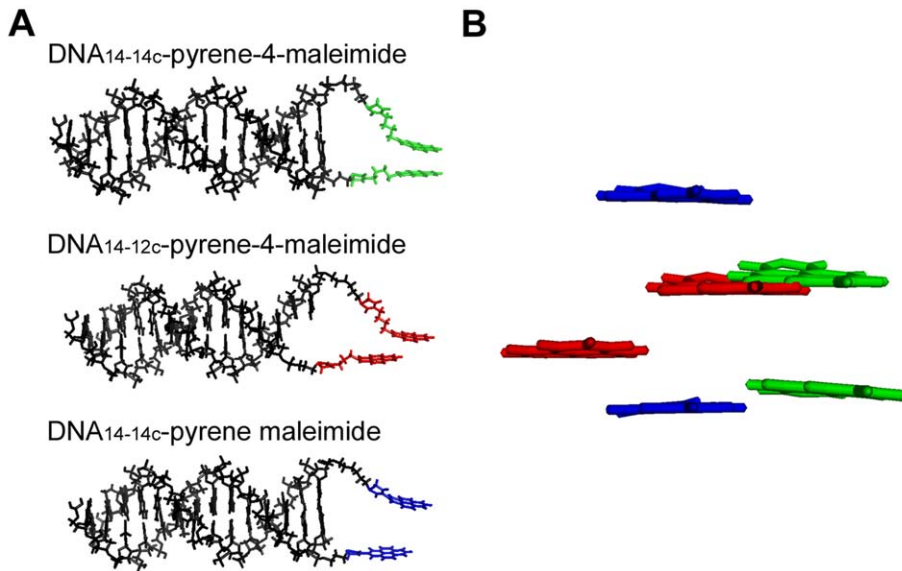 A
B
DNA14-14c-pyrene-4-maleimide
DNA14-12c-pyrene-4-maleimide
DNA14-14c-pyrene maleimide